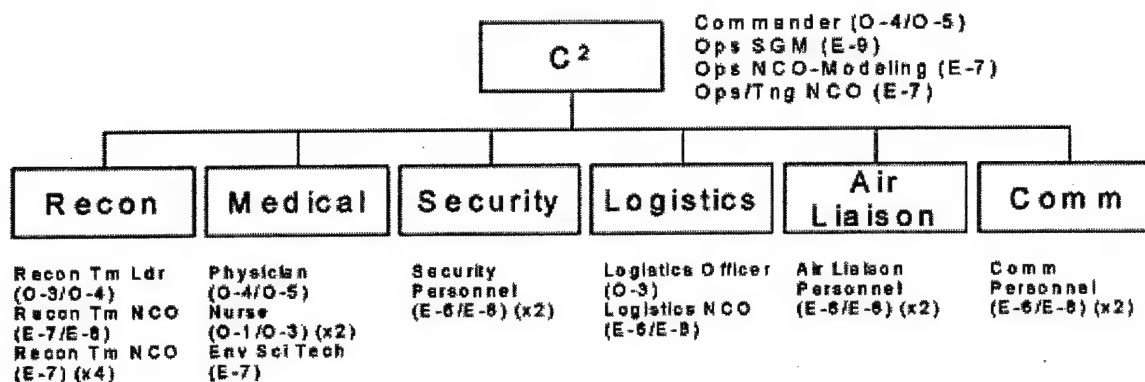 C²
Commander (O-4/O-5)
Ops SGM (E-9)
Ops NCO-Modeling (E-7)
Ops/Tng NCO (E-7)
Recon
Medical
Security
Logistics
Air
Liaison
Comm
Recon Tm Ldr
(O-3/O-4)
Recon Tm NCO
(E-7/E-8)
Recon Tm NCO
(E-7) (x4)
Physician
(O-4/O-5)
Nurse
(O-1/O-3) (x2)
Env Sci Tech
(E-7)
Security
Personnel
(E-6/E-8) (x2)
Logistics Officer
(O-3)
Logistics NCO
(E-6/E-8)
Air Liaison
Personnel
(E-6/E-8) (x2)
Comm
Personnel
(E-6/E-8) (x2)